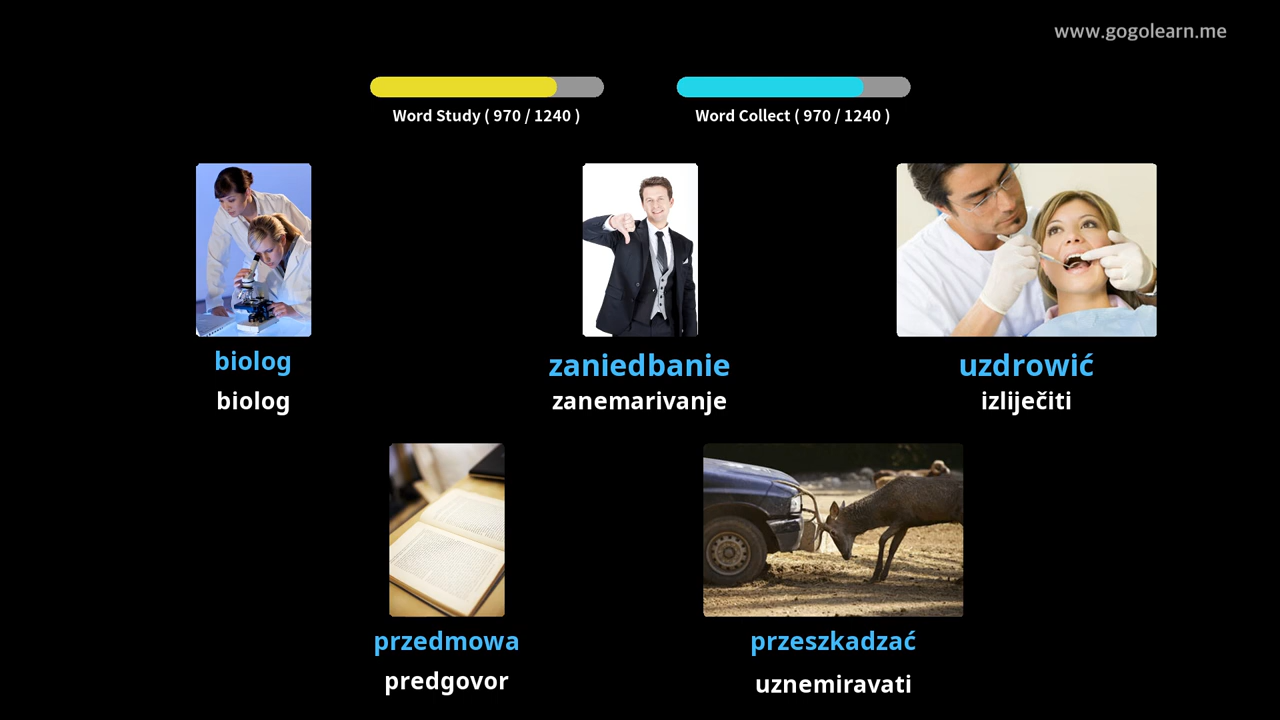 www.gogolearn.me
Word Study ( 970 / 1240 )
Word Collect ( 970 / 1240 )
biolog
biolog
zaniedbanie
zanemarivanje
uzdrowić
izliječiti
przedmowa
predgovor
przeszkadzać
uznemiravati